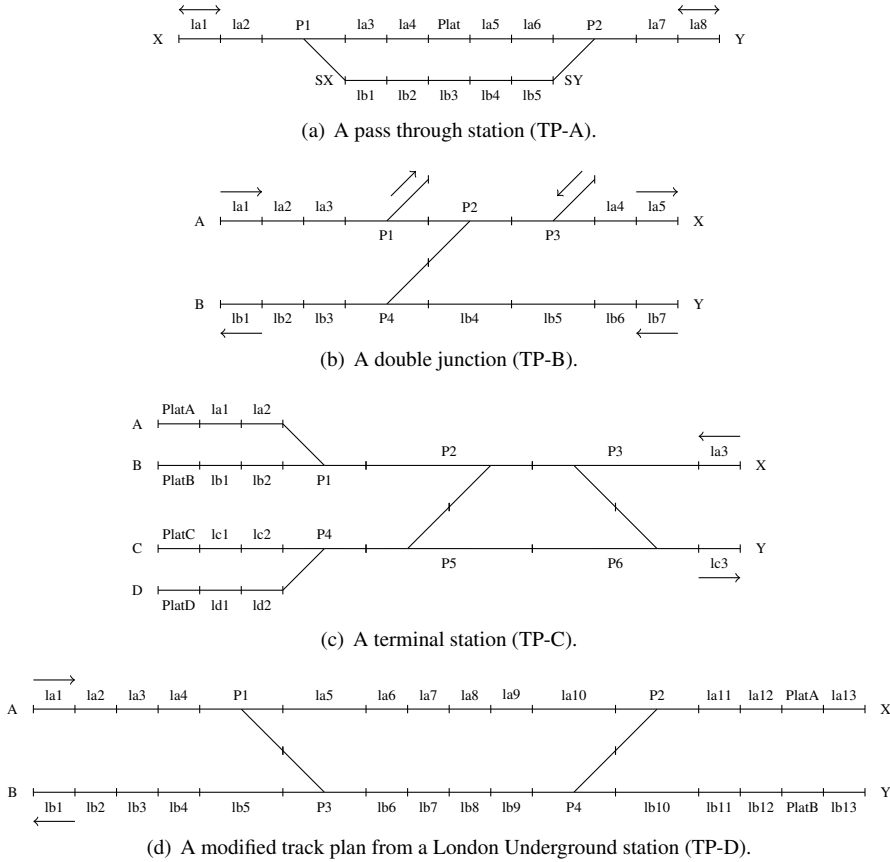 la1 la2 P1 la3 la4 Plat la5 la6 P2 la7 la8
X Y
SX SY
lb1 lb2 lb3 lb4 lb5
(a) A pass through station (TP-A).
la1 la2 la3 P2 la4 la5
A X
P1 P3
B Y
lb1 lb2 lb3 P4 lb4 lb5 lb6 lb7
(b) A double junction (TP-B).
PlatA la1 la2
A
P2 P3 la3
B X
PlatB lb1 lb2 P1
PlatC lc1 lc2 P4
C Y
P5 P6 lc3
D
PlatD ld1 ld2
(c) A terminal station (TP-C).
la1 la2 la3 la4 P1 la5 la6 la7 la8 la9 la10 P2 la11 la12 PlatA la13
A X
B Y
lb1 lb2 lb3 lb4 lb5 P3 lb6 lb7 lb8 lb9 P4 lb10 lb11 lb12 PlatB lb13
(d) A modified track plan from a London Underground station (TP-D).